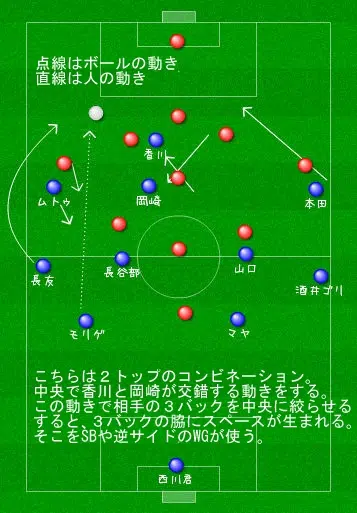 点線はボールの動き
直線は人の動き
香川
ムトゥ
岡崎
本田
長友
長谷部
山口
酒井ゴリ
モリゲ
マヤ
こちらは２トップのコンビネーション。
中央で香川と岡崎が交錯する動きをする。
この動きで相手の３バックを中央に絞らせる
すると、３バックの脇にスペースが生まれる。
そこをSBや逆サイドのWGが使う。
西川君